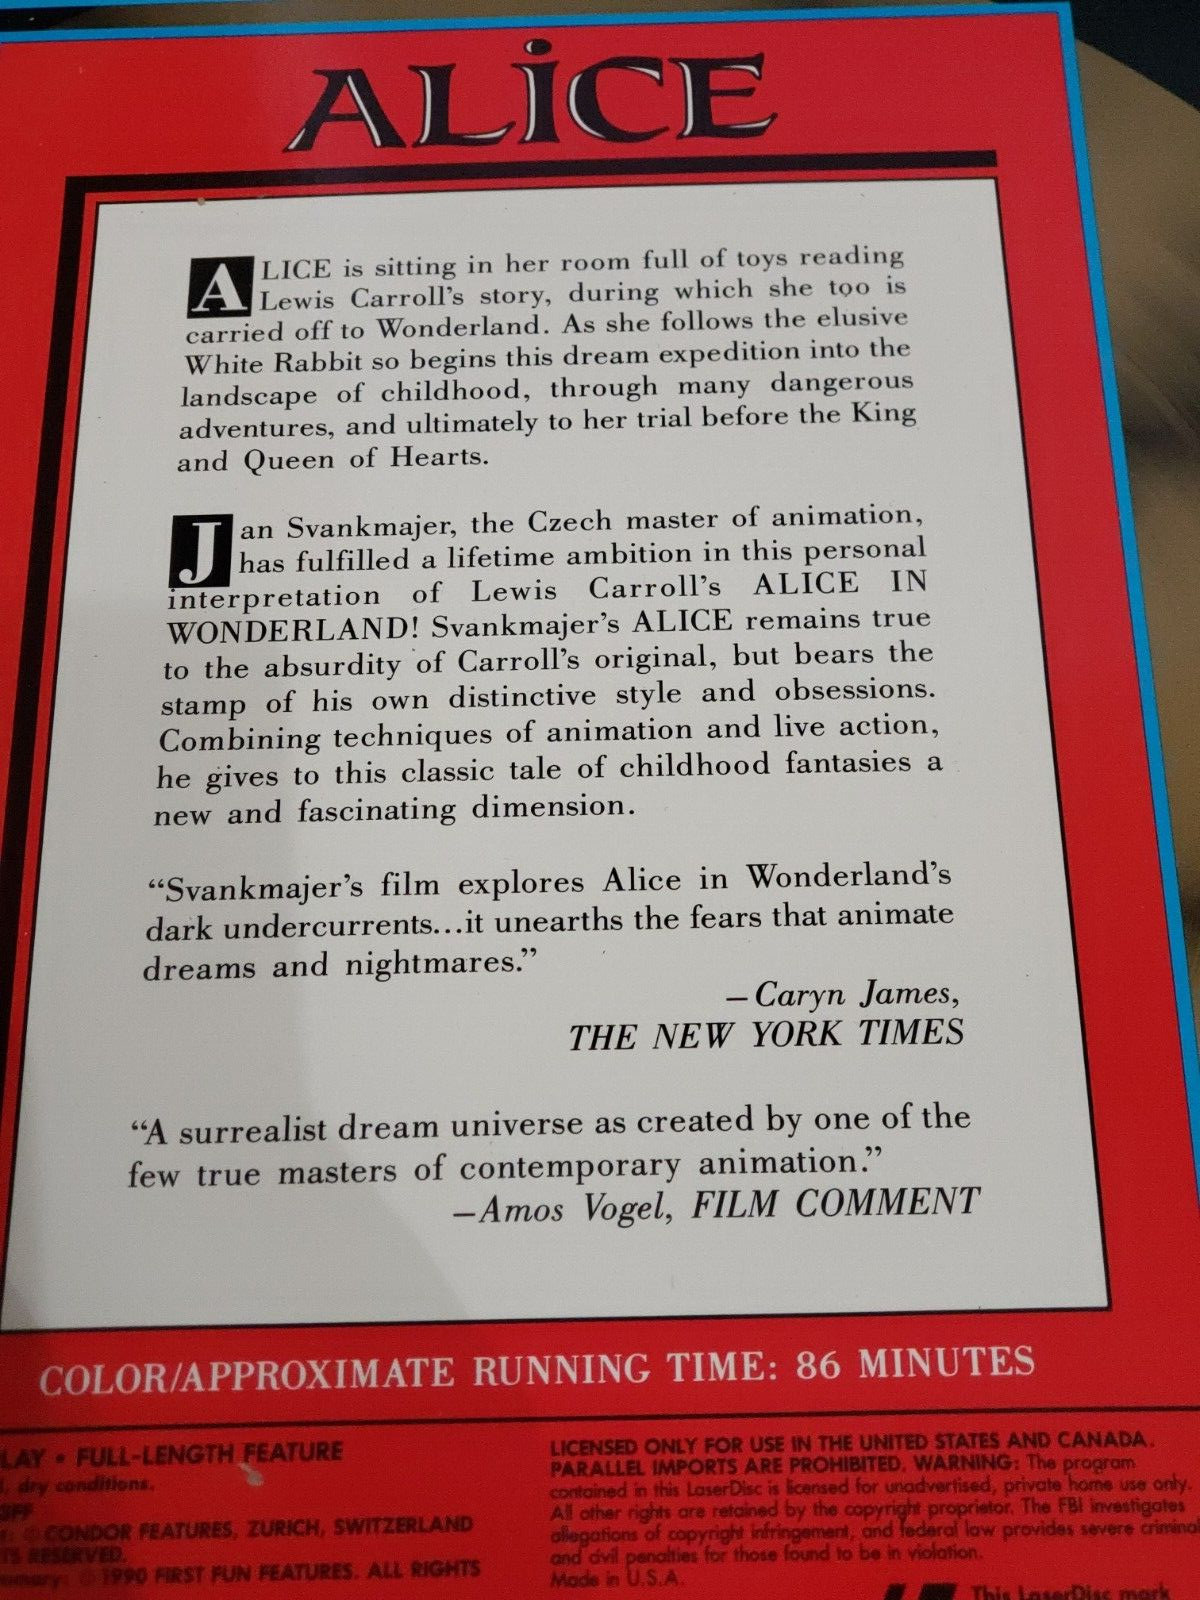 ALiCE
ALICE is sitting in her room full of toys reading
Lewis Carroll's story, during which she too is
carried off to Wonderland. As she follows the elusive
White Rabbit so begins this dream expedition into the
landscape of childhood, through many dangerous
adventures, and ultimately to her trial before the King
and Queen of Hearts.
Jan Svankmajer, the Czech master of animation,
has fulfilled a lifetime ambition in this personal
interpretation of Lewis Carroll's ALICE IN
WONDERLAND! Svankmajer's ALICE remains true
to the absurdity of Carroll's original, but bears the
stamp of his own distinctive style and obsessions.
Combining techniques of animation and live action,
he gives to this classic tale of childhood fantasies a
new and fascinating dimension.
“Svankmajer's film explores Alice in Wonderland's
dark undercurrents...it unearths the fears that animate
dreams and nightmares.”
—Caryn James,
THE NEW YORK TIMES
“A surrealist dream universe as created by one of the
few true masters of contemporary animation.”
—Amos Vogel, FILM COMMENT
COLOR/APPROXIMATE RUNNING TIME: 86 MINUTES
LAY • FULL-LENGTH FEATURE
dry conditions.
© CONDOR FEATURES, ZURICH, SWITZERLAND
RESERVED.
© 1990 FIRST FUN FEATURES. ALL RIGHTS
LICENSED ONLY FOR USE IN THE UNITED STATES AND CANADA.
PARALLEL IMPORTS ARE PROHIBITED. WARNING: The program
contained in this LaserDisc is licensed for unadvertised, private home use only.
All other rights are retained by the copyright proprietor. The FBI investigates
allegations of copyright infringement, and federal law provides severe criminal
and civil penalties for those found to be in violation.
Made in U.S.A.
This LaserDisc mark